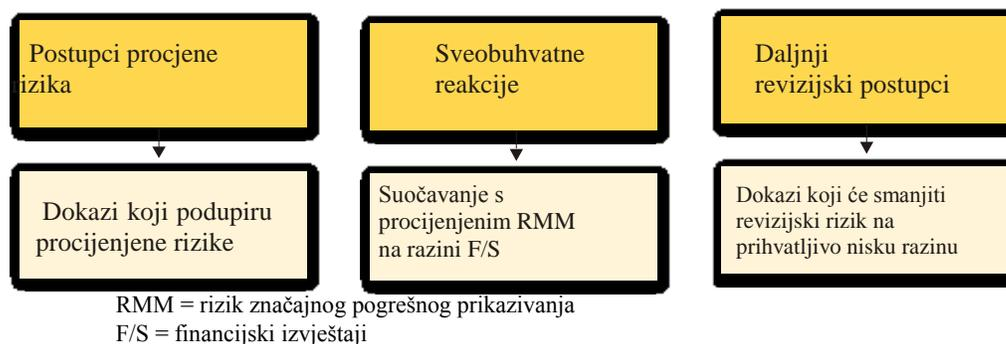 Postupci procjene
rizika
Sveobuhvatne
reakcije
Daljnji
revizijski postupci
Dokazi koji podupiru
procijenjene rizike
Suočavanje s
procijenjenim RMM
na razini F/S
Dokazi koji će smanjiti
revizijski rizik na
prihvatljivo nisku razinu
RMM = rizik značajnog pogrešnog prikazivanja
F/S = financijski izvještaji